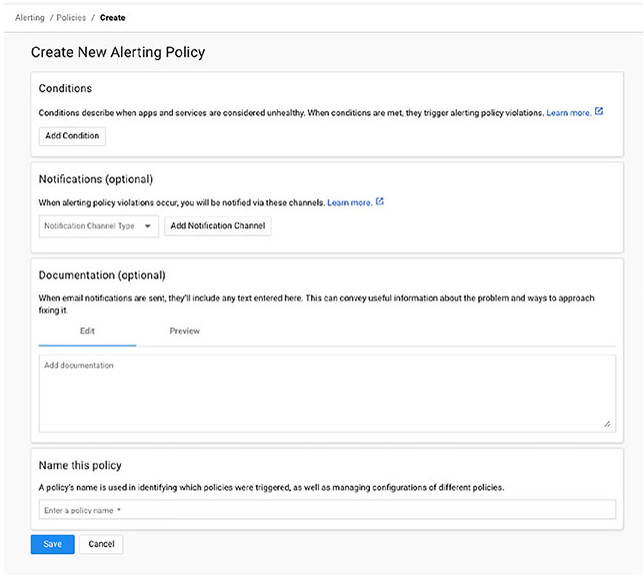 Alerting / Policies / Create
Create New Alerting Policy
Conditions
Conditions describe when apps and services are considered unhealthy. When conditions are met, they trigger alerting policy violations. Learn more.
Add Condition
Notifications (optional)
When alerting policy violations occur, you will be notified via these channels. Learn more.
Notification Channel Type Add Notification Channel
Documentation (optional)
When email notifications are sent, they'll include any text entered here. This can convey useful information about the problem and ways to approach
fixing it.
Edit Preview
Add documentation
Name this policy
A policy's name is used in identifying which policies were triggered, as well as managing configurations of different policies.
Enter a policy name *
Save Cancel